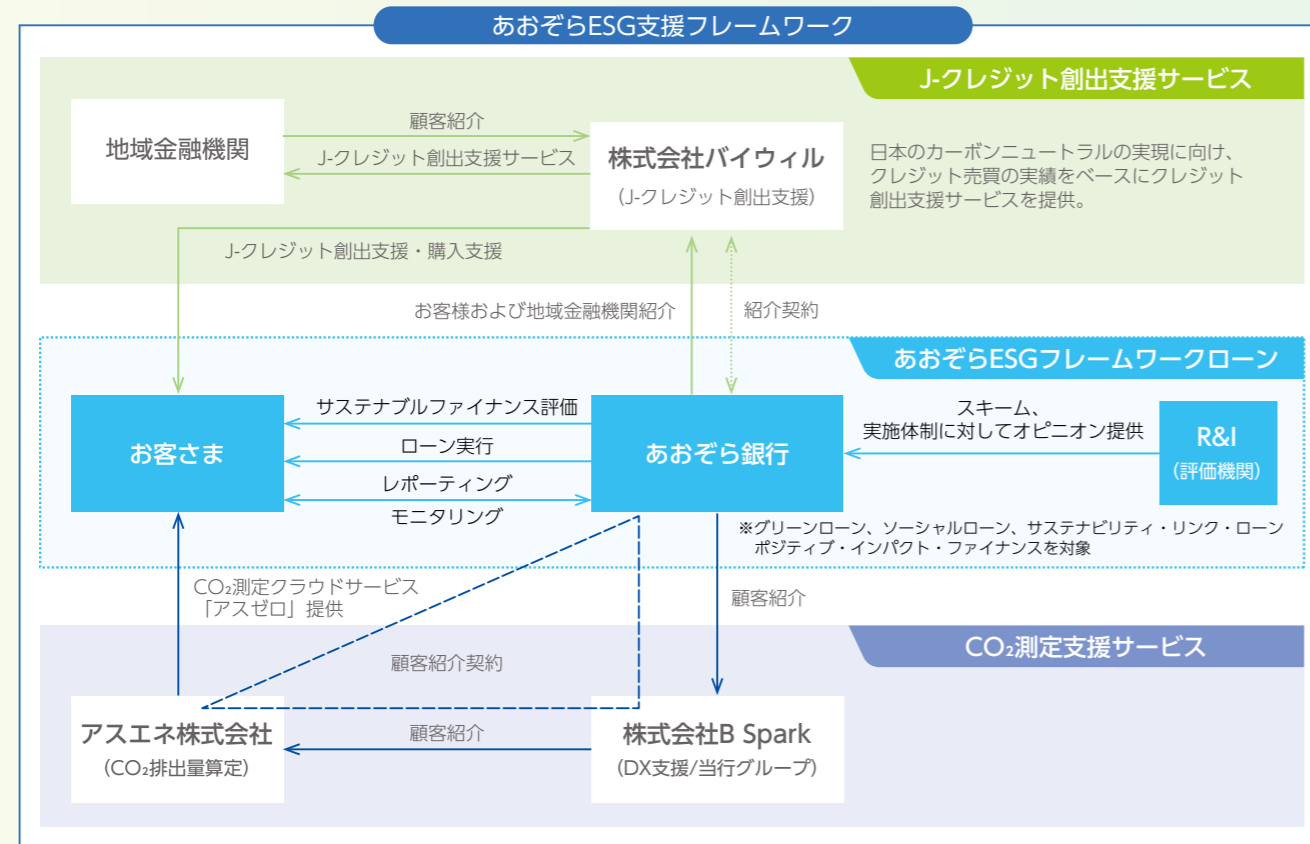 あおぞらESG支援フレームワーク
J-クレジット創出支援サービス
地域金融機関
顧客紹介
J-クレジット創出支援サービス
株式会社バイウィル
(J-クレジット創出支援)
日本のカーボンニュートラルの実現に向け、
クレジット売買の実績をベースにクレジット
創出支援サービスを提供。
J-クレジット創出支援・購入支援
お客様および地域金融機関紹介
紹介契約
あおぞらESGフレームワークローン
お客さま
サステナブルファイナンス評価
ローン実行
レポーティング
モニタリング
あおぞら銀行
スキーム、
実施体制に対してオピニオン提供
R&I
(評価機関)
※グリーンローン、ソーシャルローン、サステナビリティ・リンク・ローン
ポジティブ・インパクト・ファイナンスを対象
CO₂測定クラウドサービス
「アスゼロ」提供
顧客紹介
CO₂測定支援サービス
顧客紹介契約
アスエネ株式会社
(CO₂排出量算定)
顧客紹介
株式会社B Spark
(DX支援/当行グループ)